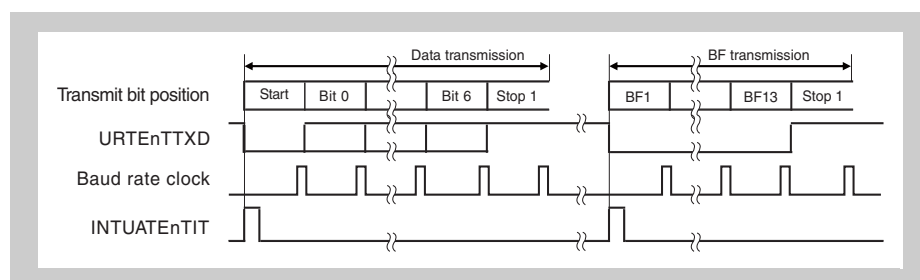 Data transmission BF transmission
Transmit bit position Start Bit 0 Bit 6 Stop 1 BF1 BF13 Stop 1
URTEnTTXD
Baud rate clock
INTUATEnTIT